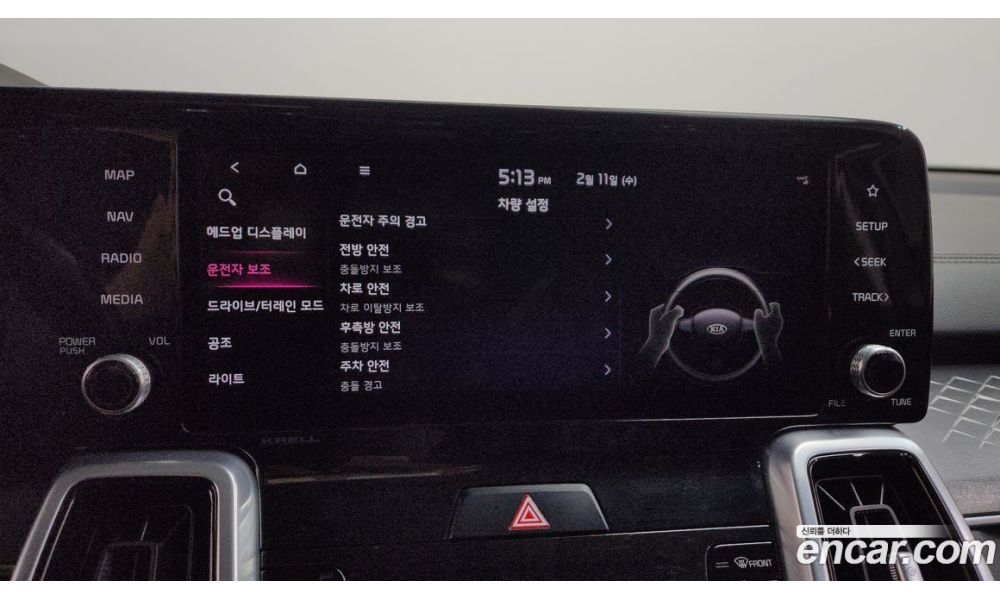 MAP
NAV
RADIO
MEDIA
POWER
PUSH
VOL
5:13 PM 2월 11일 (수)
차량 설정
헤드업 디스플레이
운전자 보조
드라이브/터레인 모드
공조
라이트
운전자 주의 경고
전방 안전
충돌방지 보조
차로 안전
차로 이탈방지 보조
후측방 안전
충돌방지 보조
주차 안전
충돌 경고
KIA
SETUP
<SEEK
TRACK>
ENTER
FILE
TUNE
KRELL
FRONT
신뢰를 더하다
encar.com